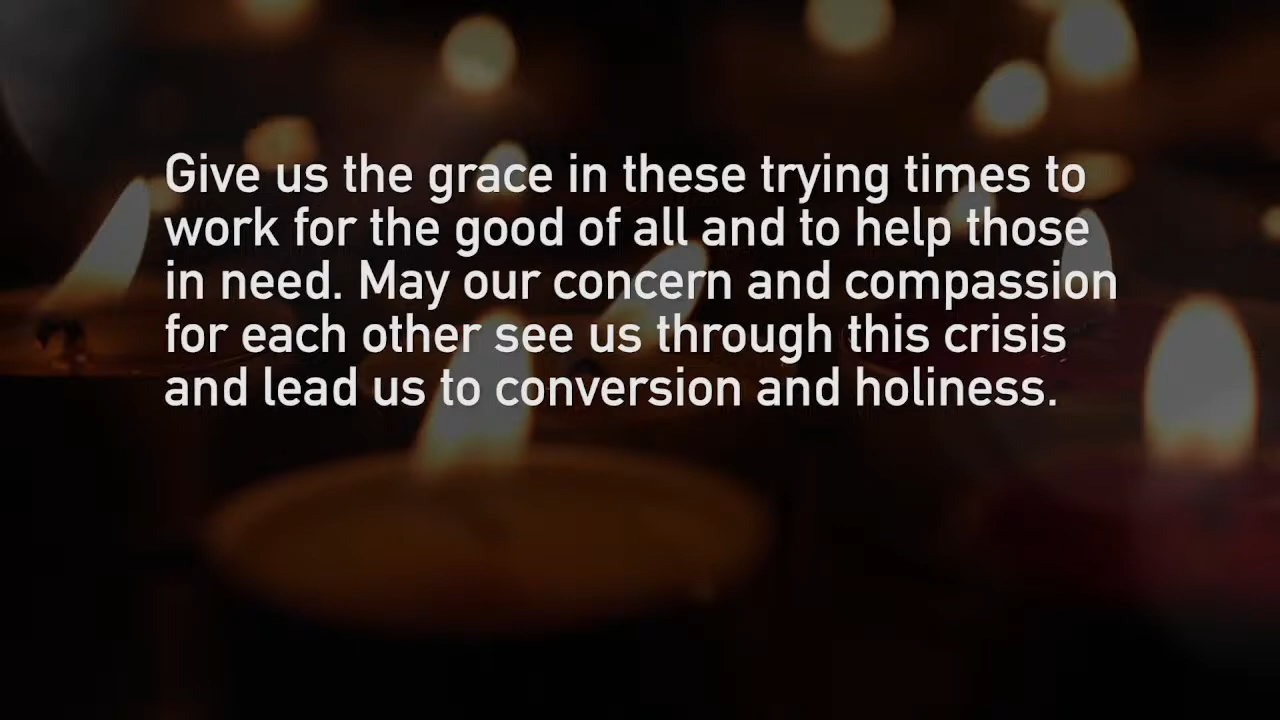 Give us the grace in these trying times to
work for the good of all and to help those
in need. May our concern and compassion
for each other see us through this crisis
and lead us to conversion and holiness.